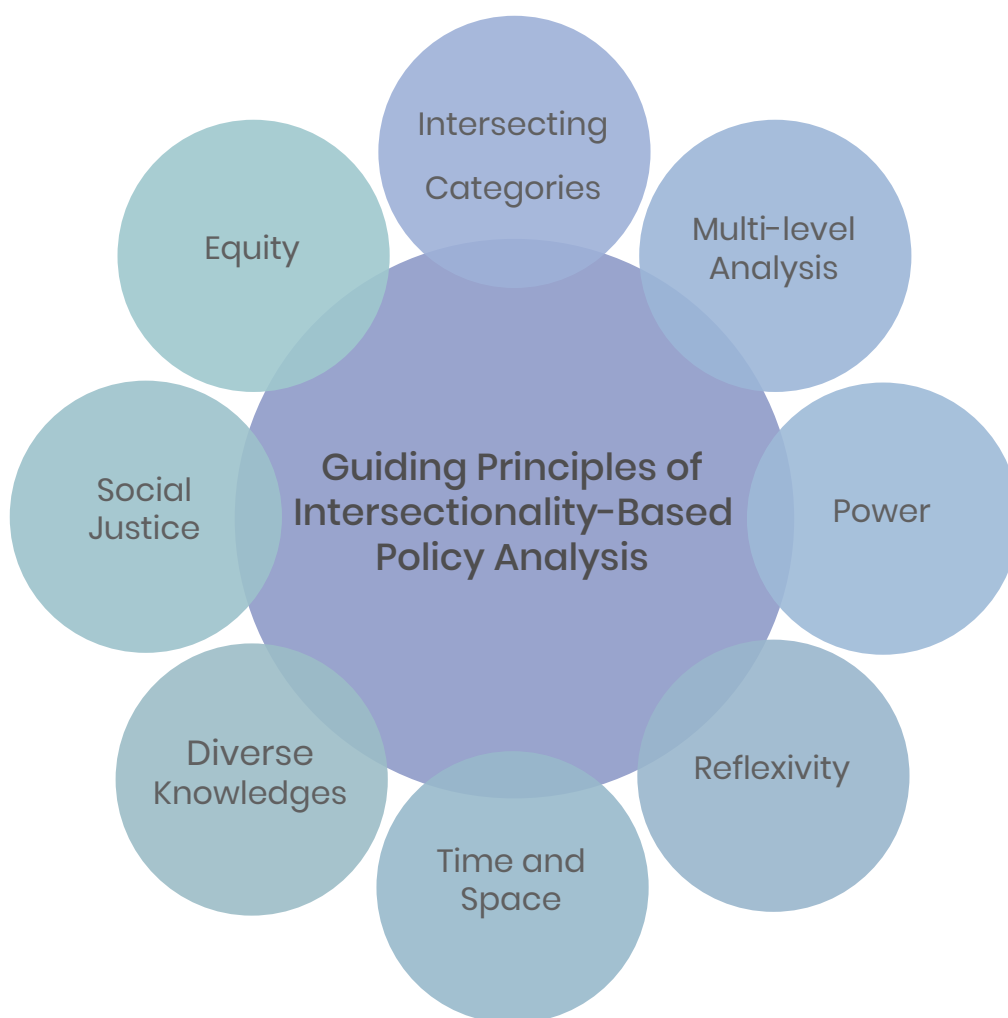 Intersecting
Categories
Multi-level
Analysis
Power
Reflexivity
Time and
Space
Diverse
Knowledges
Social
Justice
Equity
Guiding Principles of
Intersectionality-Based
Policy Analysis